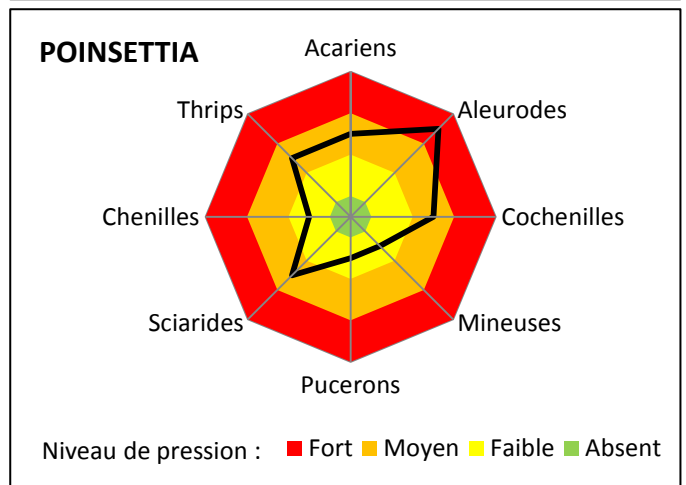 POINSETTIA
Acariens
Thrips
Aleurodes
Chenilles
Cochenilles
Sciarides
Mineuses
Pucerons
Niveau de pression : Fort Moyen Faible Absent